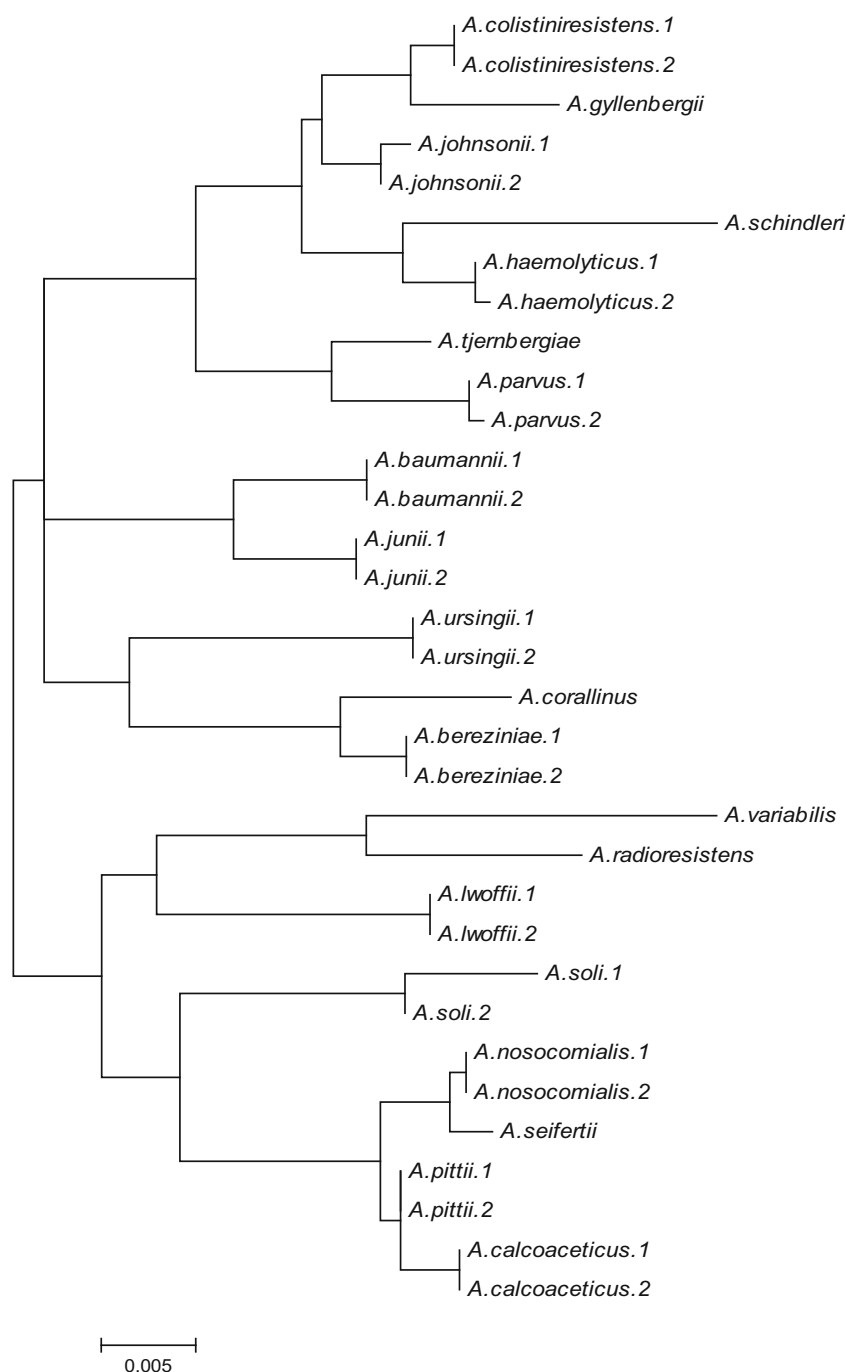 A.colistiniresistens.1
A.colistiniresistens.2
A.gyllenbergii
A.johnsonii.1
A.johnsonii.2
A.schindleri
A.haemolyticus.1
A.haemolyticus.2
A.tjernbergiae
A.parvus.1
A.parvus.2
A.baumannii.1
A.baumannii.2
A.junii.1
A.junii.2
A.ursingii.1
A.ursingii.2
A.corallinus
A.bereziniae.1
A.bereziniae.2
A.variabilis
A.radioresistens
A.lwoffii.1
A.lwoffii.2
A.soli.1
A.soli.2
A.nosocomialis.1
A.nosocomialis.2
A.seifertii
A.pittii.1
A.pittii.2
A.calcoaceticus.1
A.calcoaceticus.2
0.005